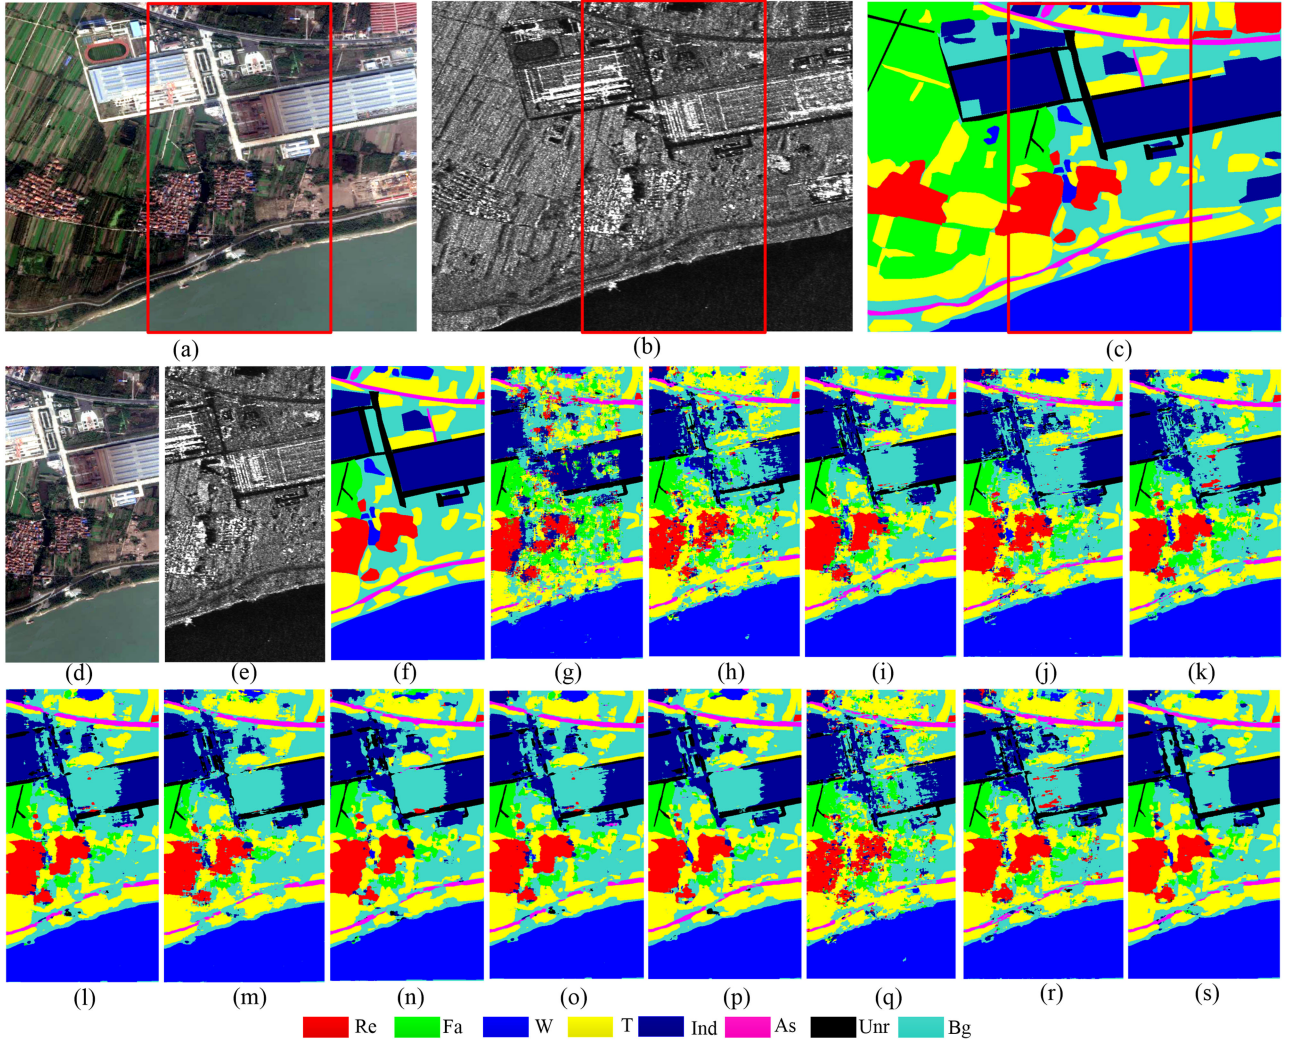 (a) (b) (c)
(d) (e) (f) (g) (h) (i) (j) (k)
(l) (m) (n) (o) (p) (q) (r) (s)
Re Fa W T Ind As Unr Bg